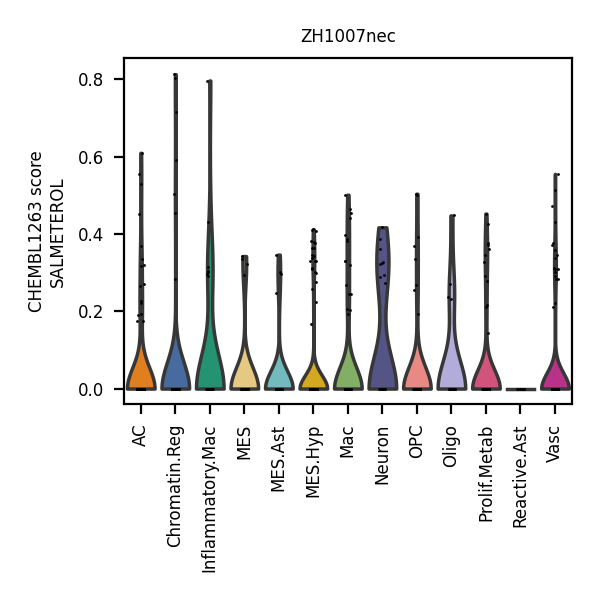 ZH1007nec
CHEMBL1263 score
SALMETEROL
0.8
0.6
0.4
0.2
0.0
AC
Chromatin.Reg
Inflammatory.Mac
MES
MES.Ast
MES.Hyp
Mac
Neuron
OPC
Oligo
Prolif.Metab
Reactive.Ast
Vasc